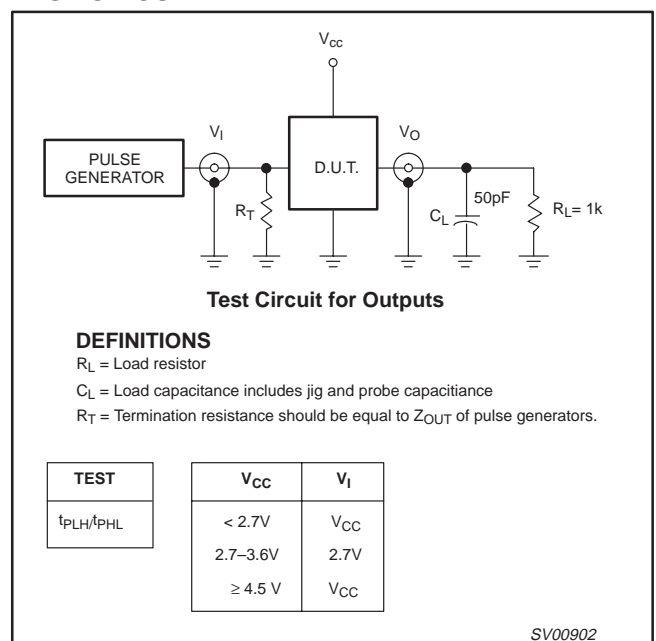 Vcc
VI
VO
PULSE
GENERATOR
D.U.T.
RT
50pF
CL
RL= 1k
Test Circuit for Outputs
DEFINITIONS
RL = Load resistor
CL = Load capacitance includes jig and probe capacitiance
RT = Termination resistance should be equal to ZOUT of pulse generators.
TEST
tPLH/tPHL
VCC VI
< 2.7V VCC
2.7–3.6V 2.7V
≥ 4.5 V VCC
SV00902